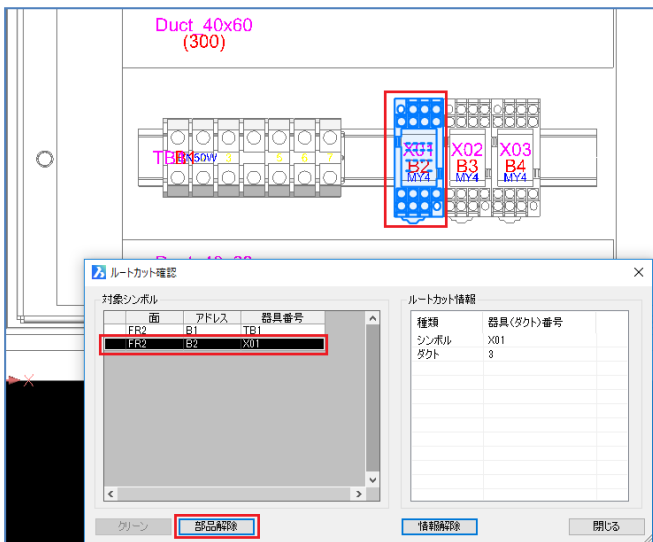 Duct_40x60
(300)
TB1
B1
BK50W
3
5
6
7
X01
B2
MY4
X02
B3
MY4
X03
B4
MY4
ルートカット確認
対象シンボル
面 アドレス 器具番号
FR2 B1 TB1
FR2 B2 X01
ルートカット情報
種類 器具(ダクト)番号
シンボル X01
ダクト 3
クリーン
部品解除
情報解除
閉じる
X